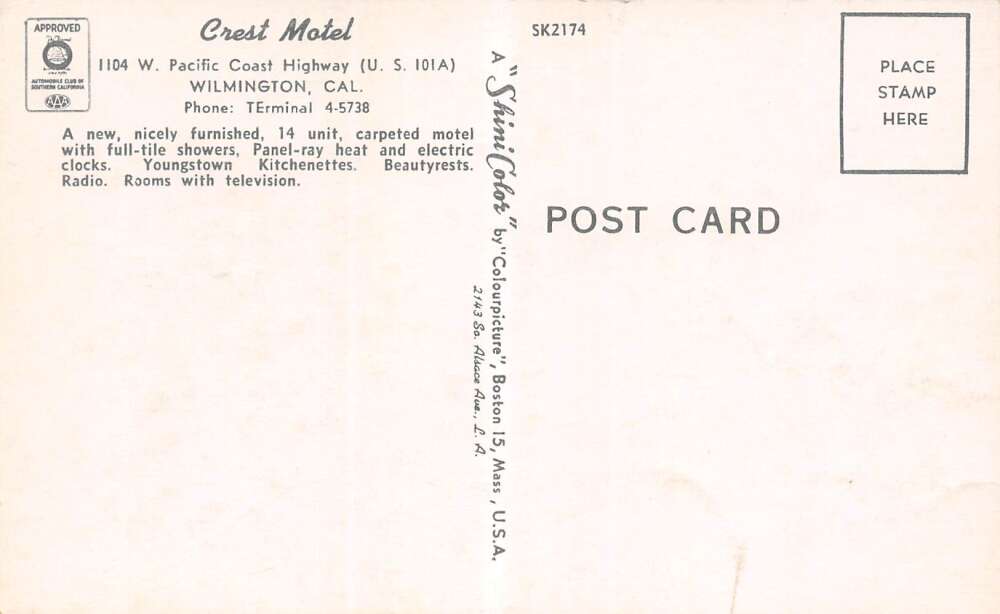 APPROVED
AUTOMOBILE CLUB OF
SOUTHERN CALIFORNIA
AAA
Crest Motel
1104 W. Pacific Coast Highway (U. S. 101A)
WILMINGTON, CAL.
Phone: TErminal 4-5738
A new, nicely furnished, 14 unit, carpeted motel
with full-tile showers, Panel-ray heat and electric
clocks. Youngstown Kitchenettes. Beautyrests.
Radio. Rooms with television.
A "ShiniColor" by "Colourpicture", Boston 15, Mass., U.S.A.
2143 So. Alsace Ave., L. A.
SK2174
PLACE
STAMP
HERE
POST CARD